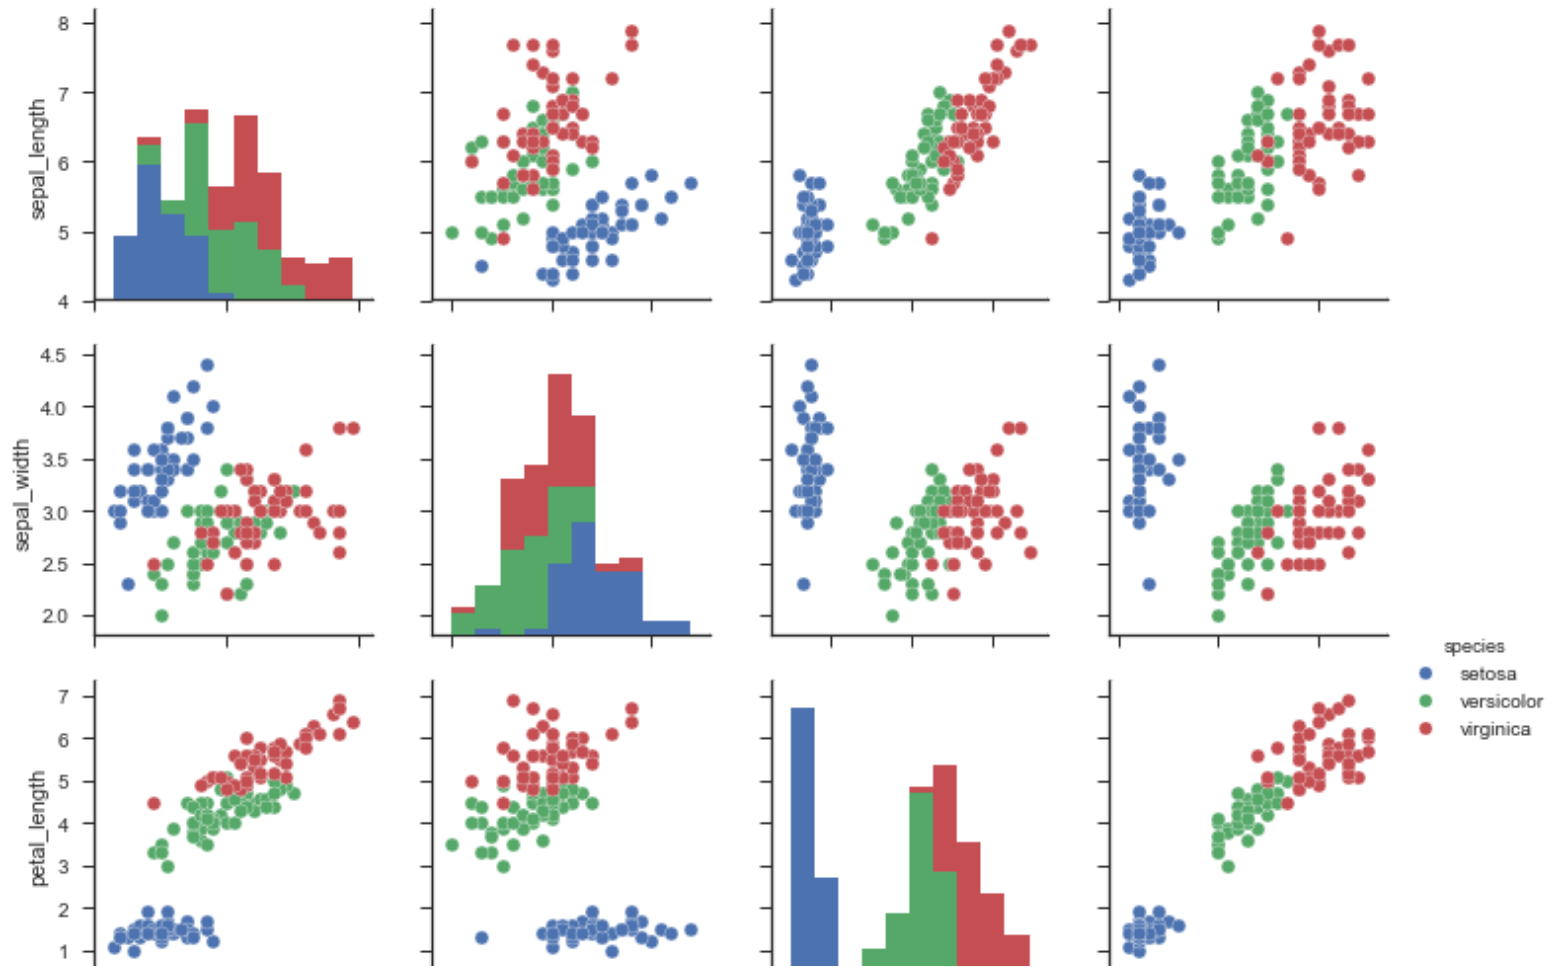 8
7
6
5
4
sepal_length
4.5
4.0
3.5
3.0
2.5
2.0
sepal_width
species
setosa
versicolor
virginica
7
6
5
4
3
2
1
petal_length